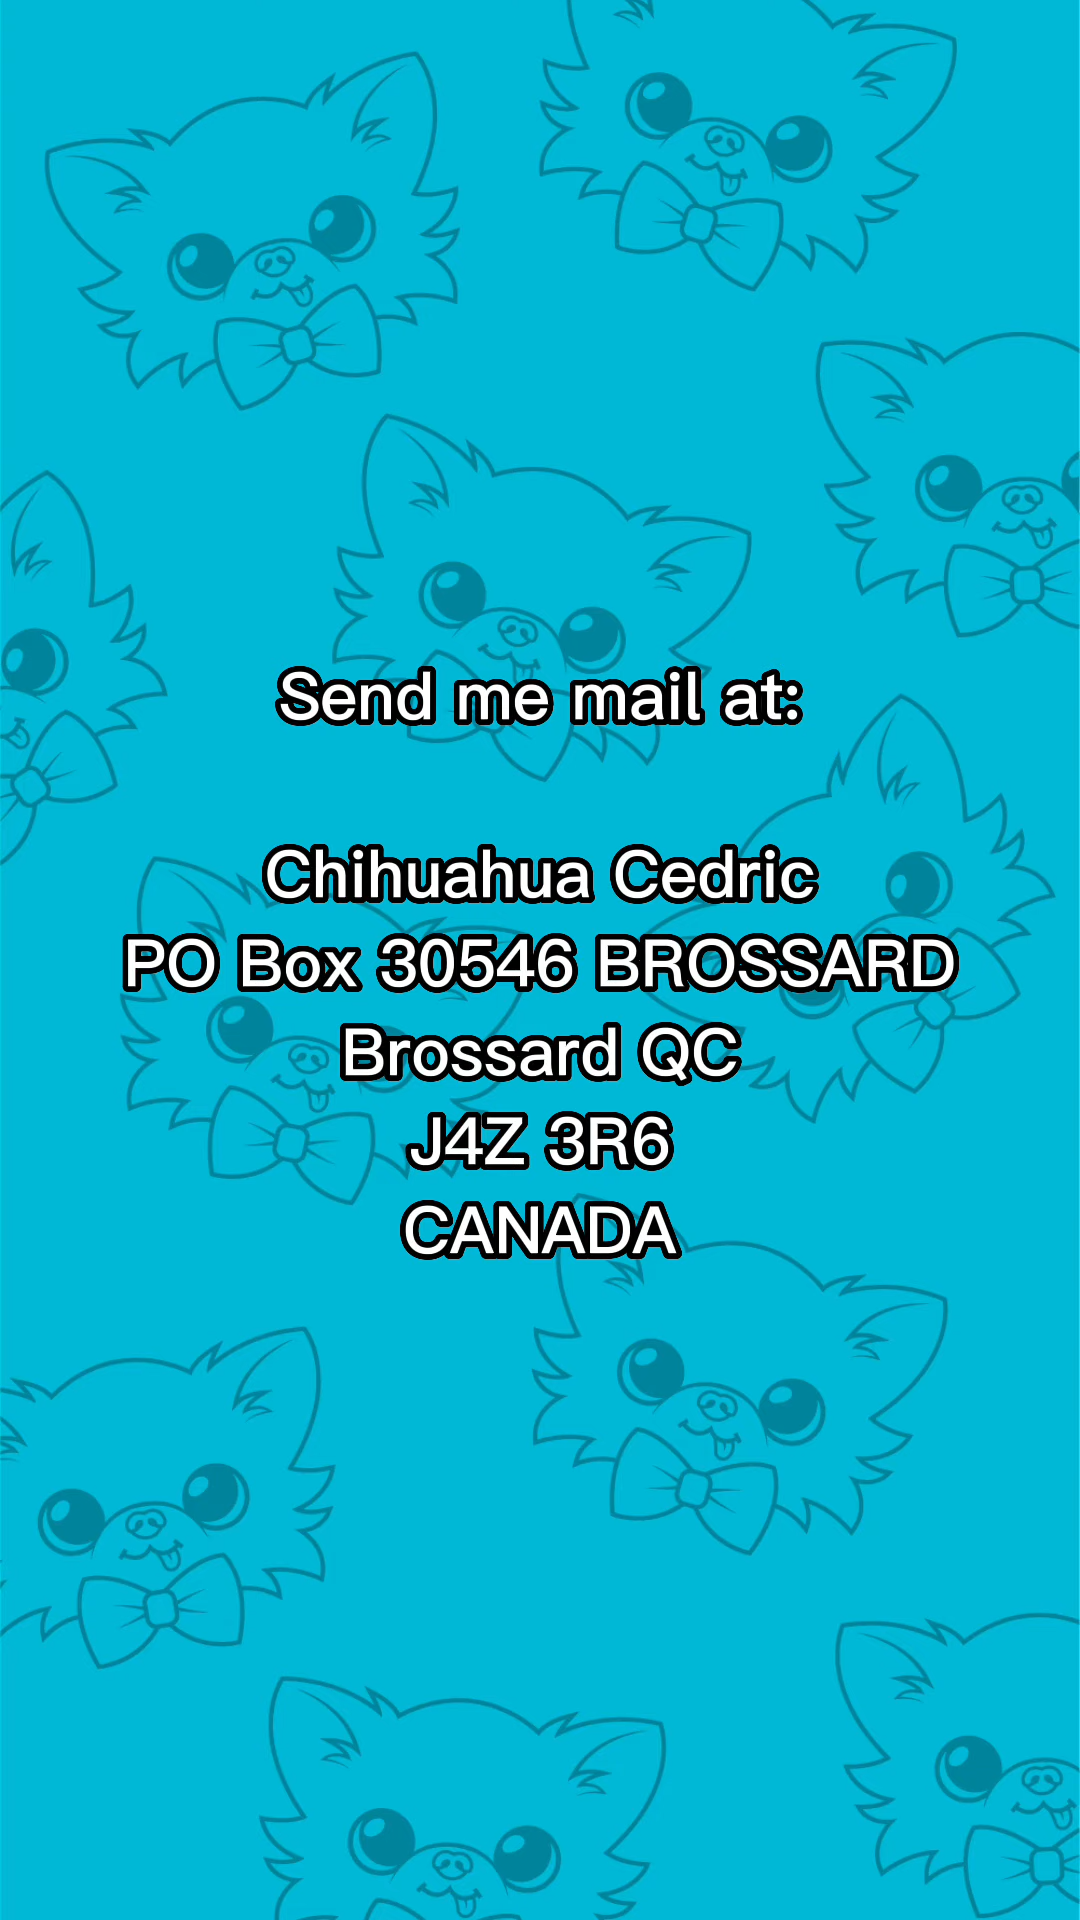 Send me mail at:
Chihuahua Cedric
PO Box 30546 BROSSARD
Brossard QC
J4Z 3R6
CANADA